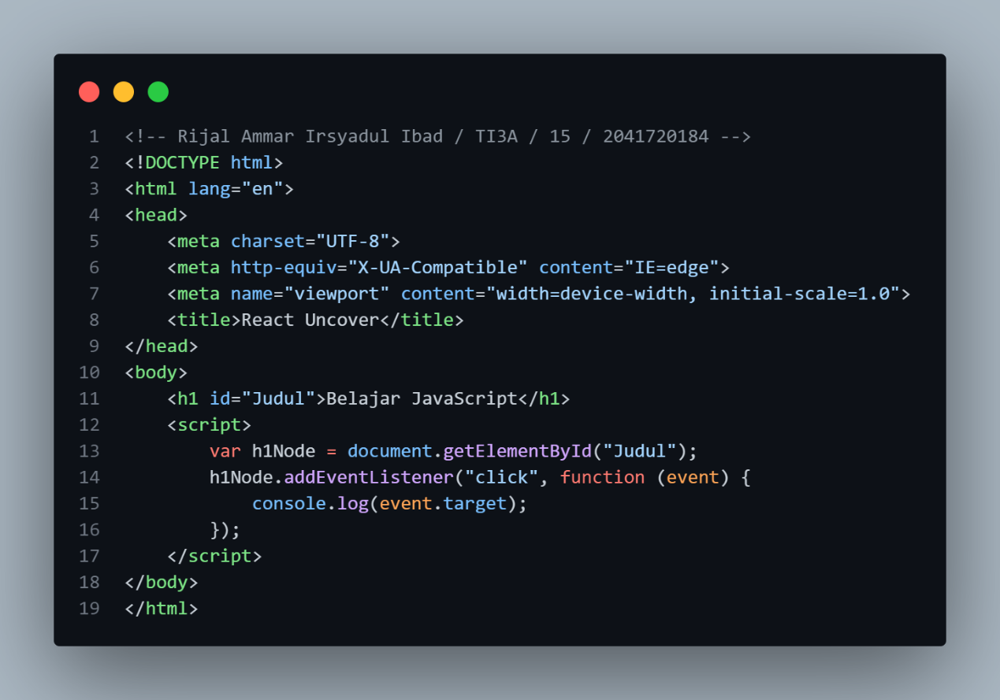 1 <!-- Rijal Ammar Irsyadul Ibad / TI3A / 15 / 2041720184 -->
2 <!DOCTYPE html>
3 <html lang="en">
4 <head>
5     <meta charset="UTF-8">
6     <meta http-equiv="X-UA-Compatible" content="IE=edge">
7     <meta name="viewport" content="width=device-width, initial-scale=1.0">
8     <title>React Uncover</title>
9 </head>
10 <body>
11     <h1 id="Judul">Belajar JavaScript</h1>
12     <script>
13         var h1Node = document.getElementById("Judul");
14         h1Node.addEventListener("click", function (event) {
15             console.log(event.target);
16         });
17     </script>
18 </body>
19 </html>